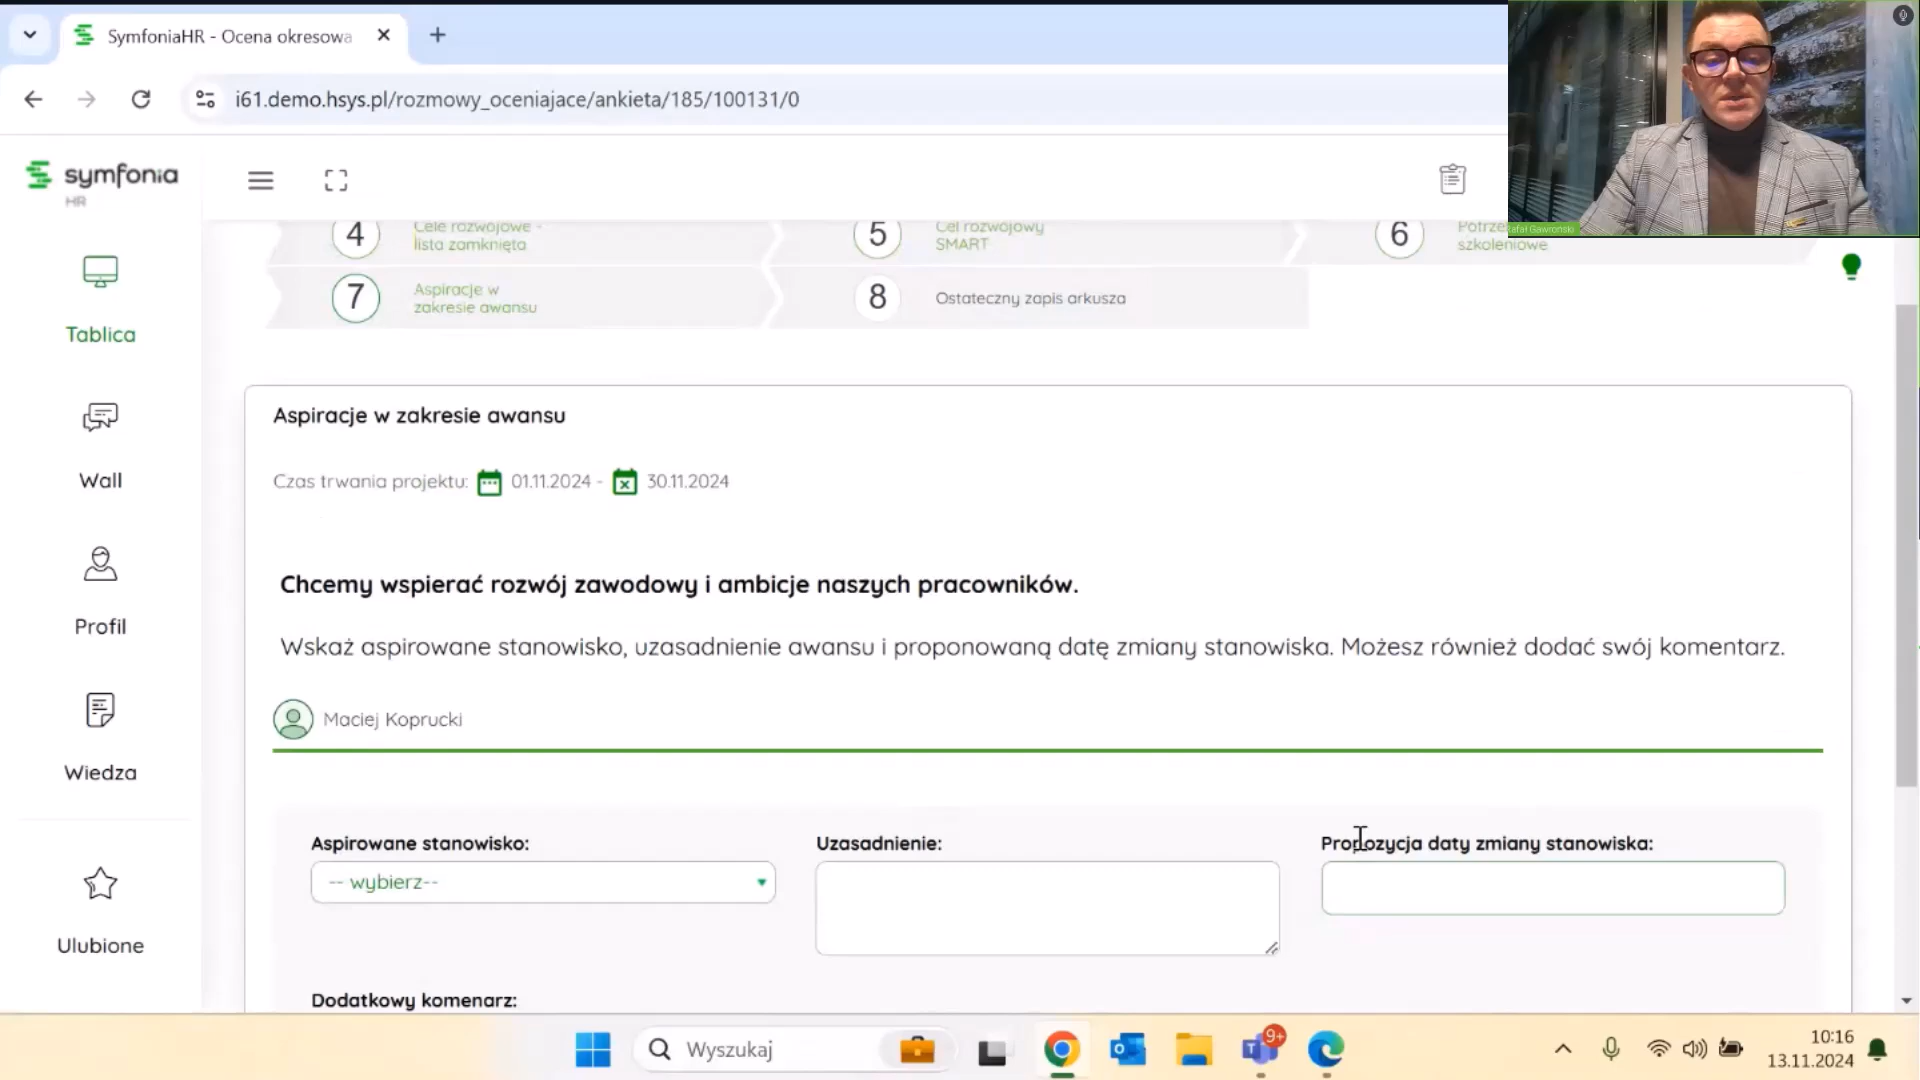 SymfoniaHR - Ocena okresowa
i61.demo.hsys.pl/rozmowy_oceniajace/ankieta/185/100131/0
symfonia
HR
Rafał Gawroński
4 Cele rozwojowe -
lista zamknięta
5 Cel rozwojowy
SMART
6
szkoleniowe
7 Aspiracje w
zakresie awansu
8 Ostateczny zapis arkusza
Tablica
Wall
Profil
Wiedza
Ulubione
Aspiracje w zakresie awansu
Czas trwania projektu: 01.11.2024 - 30.11.2024
Chcemy wspierać rozwój zawodowy i ambicje naszych pracowników.
Wskaż aspirowane stanowisko, uzasadnienie awansu i proponowaną datę zmiany stanowiska. Możesz również dodać swój komentarz.
Maciej Koprucki
Aspirowane stanowisko:
-- wybierz--
Uzasadnienie:
Propozycja daty zmiany stanowiska:
Dodatkowy komenarz:
Wyszukaj
9+
10:16
13.11.2024